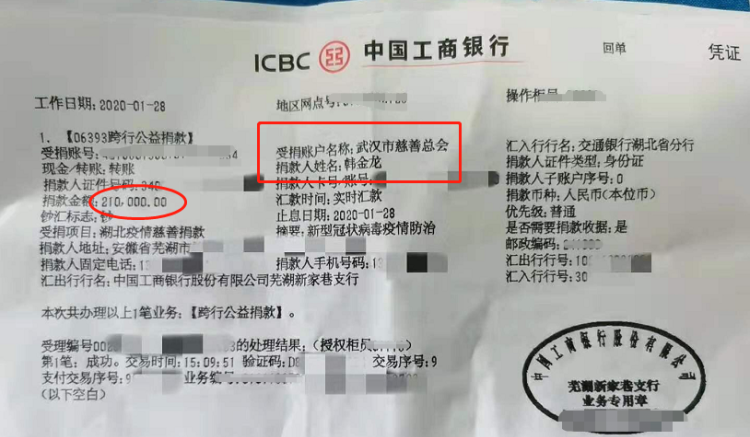 ICBC 中国工商银行 回单 凭证
工作日期:2020-01-28 地区网点号: 操作柜员
1. 【06393跨行公益捐款】
受捐账号: 受捐账户名称:武汉市慈善总会 汇入行行名:交通银行湖北省分行
现金/转账:转账 捐款人姓名:韩金龙 捐款人证件类型:身份证
捐款人证件号码:340 捐款人卡号/账号: 捐款人子账户序号:0
捐款金额:210,000.00 汇款方式:实时汇款 捐款币种:人民币(本位币)
钞汇标志:钞 止息日期:2020-01-28 优先级:普通
受捐项目:湖北疫情慈善捐款 摘要:新型冠状病毒疫情防治 是否需要捐款收据:是
捐款人地址:安徽省芜湖市 邮政编码:
捐款人固定电话:1 捐款人手机号码:1 汇出行行号:
汇出行行名:中国工商银行股份有限公司芜湖新家巷支行 汇入行行号:30
本次共办理以上1笔业务:【跨行公益捐款】。
受理编号 的处理结果:(授权柜员
第1笔:成功。交易时间:15:09:51 验证码:D
支付交易序号:9 业务编号: 交易序号:9
(以下空白)
中国工商银行股份有限公司
芜湖新家巷支行
业务专用章